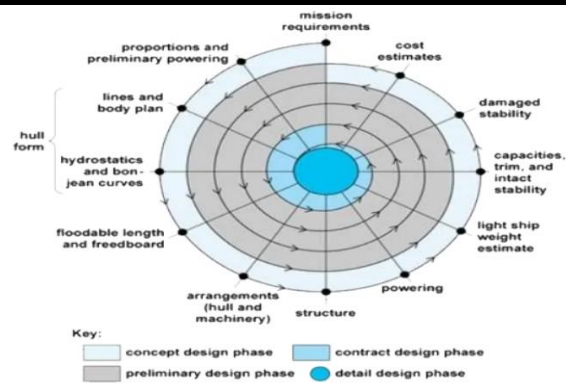 mission
requirements
cost
estimates
damaged
stability
capacities,
trim, and
intact
stability
light ship
weight
estimate
powering
structure
arrangements
(hull and
machinery)
floodable length
and freedboard
hydrostatics
and bon-
jean curves
lines and
body plan
hull
form
proportions and
preliminary powering
Key:
concept design phase
contract design phase
preliminary design phase
detail design phase